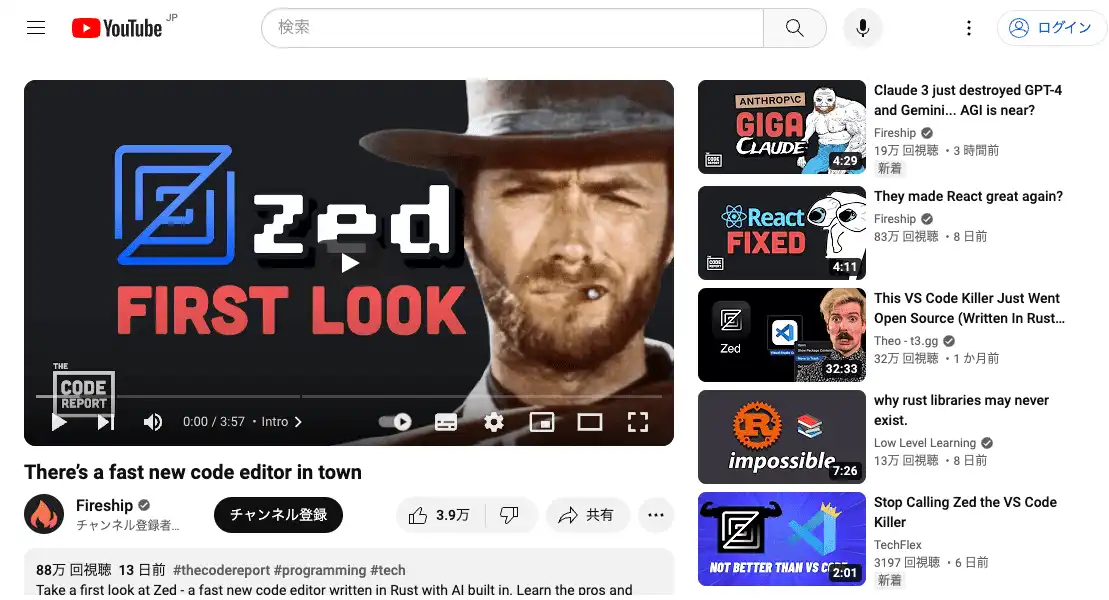 YouTube JP
検索
ログイン
Zed
FIRST LOOK
THE
CODE
REPORT
0:00 / 3:57 • Intro
There's a fast new code editor in town
Fireship
チャンネル登録者...
チャンネル登録
3.9万
共有
88万 回視聴 13 日前 #thecodereport #programming #tech
Take a first look at Zed - a fast new code editor written in Rust with AI built in. Learn the pros and
ANTHROP\C
GIGA
CLAUDE
CODE
REPORT
4:29
Claude 3 just destroyed GPT-4
and Gemini... AGI is near?
Fireship
19万 回視聴 ・3 時間前
新着
React
FIXED
CODE
REPORT
4:11
They made React great again?
Fireship
83万 回視聴 ・8 日前
Zed
32:33
This VS Code Killer Just Went
Open Source (Written In Rust...
Theo - t3․gg
32万 回視聴 ・1 か月前
R
impossible
7:26
why rust libraries may never
exist.
Low Level Learning
13万 回視聴 ・8 日前
NOT BETTER THAN VS CODE
2:01
Stop Calling Zed the VS Code
Killer
TechFlex
3197 回視聴 ・6 日前
新着